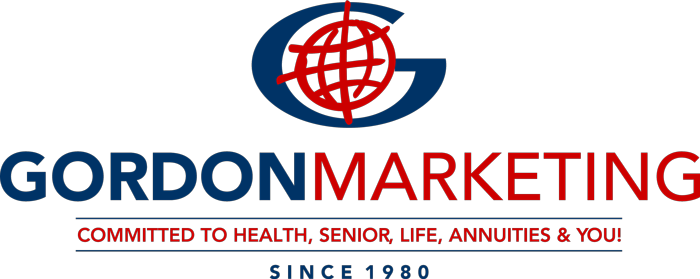 G
GORDONMARKETING
COMMITTED TO HEALTH, SENIOR, LIFE, ANNUITIES & YOU!
SINCE 1980